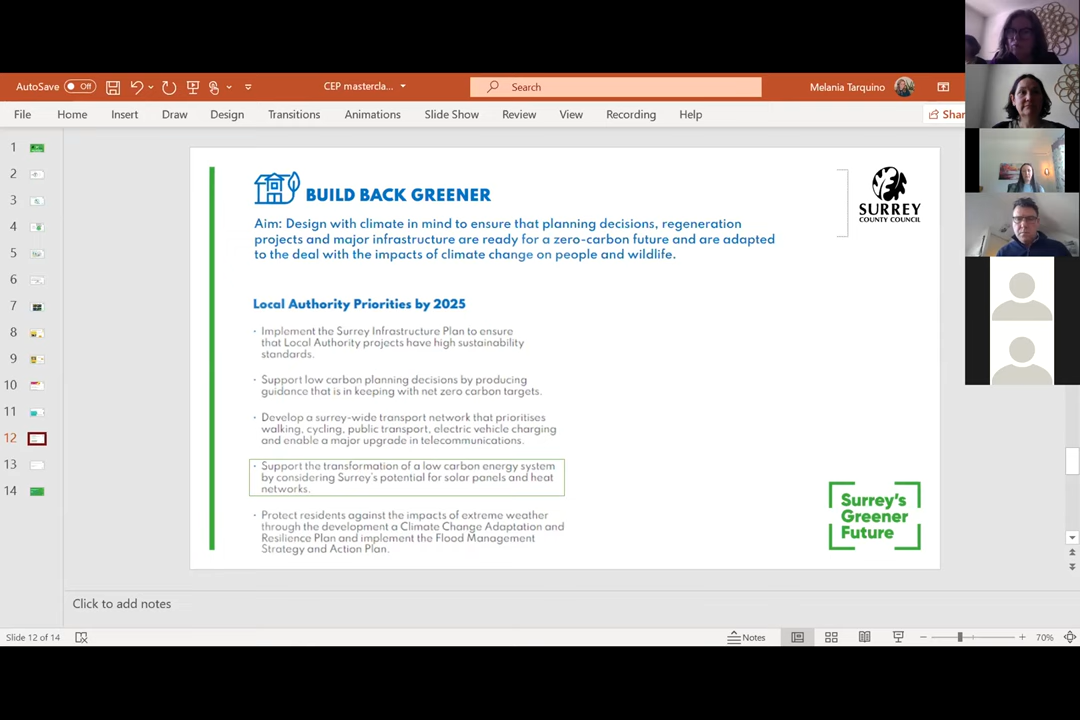 AutoSave Off
CEP mastercla...
Search
Melania Tarquino
File Home Insert Draw Design Transitions Animations Slide Show Review View Recording Help
Shar
1
2
3
4
5
6
7
8
9
10
11
12
13
14
BUILD BACK GREENER
Aim: Design with climate in mind to ensure that planning decisions, regeneration
projects and major infrastructure are ready for a zero-carbon future and are adapted
to the deal with the impacts of climate change on people and wildlife.
SURREY
COUNTY COUNCIL
Local Authority Priorities by 2025
· Implement the Surrey Infrastructure Plan to ensure
that Local Authority projects have high sustainability
standards.
· Support low carbon planning decisions by producing
guidance that is in keeping with net zero carbon targets.
· Develop a surrey-wide transport network that prioritises
walking, cycling, public transport, electric vehicle charging
and enable a major upgrade in telecommunications.
· Support the transformation of a low carbon energy system
by considering Surrey's potential for solar panels and heat
networks.
· Protect residents against the impacts of extreme weather
through the development a Climate Change Adaptation and
Resilience Plan and implement the Flood Management
Strategy and Action Plan.
Surrey's
Greener
Future
Click to add notes
Slide 12 of 14
Notes
70%